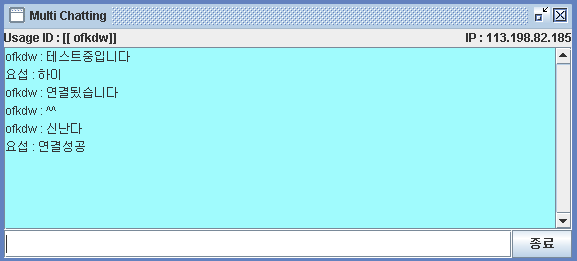 Multi Chatting
Usage ID : [[ ofkdw]] IP : 113.198.82.185
ofkdw : 테스트중입니다
요섭 : 하미
ofkdw : 연결됬습니다
ofkdw : ^^
ofkdw : 신난다
요섭 : 연결성공
종료